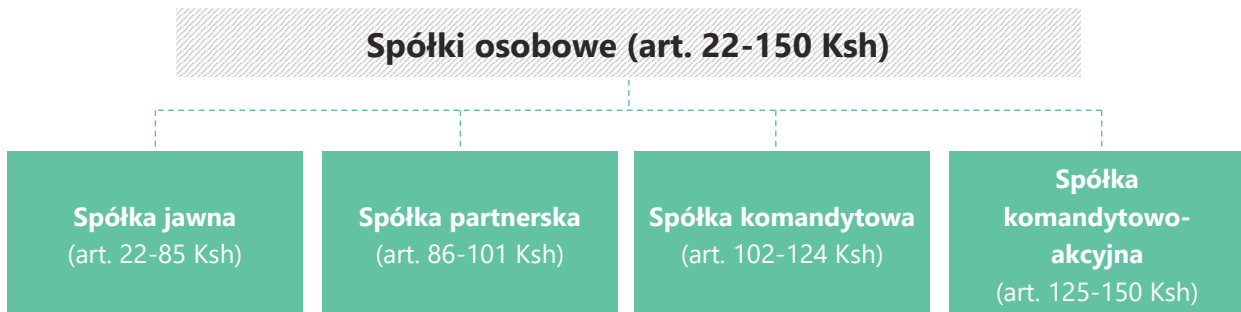 Spółki osobowe (art. 22-150 Ksh)
Spółka jawna
(art. 22-85 Ksh)
Spółka partnerska
(art. 86-101 Ksh)
Spółka komandytowa
(art. 102-124 Ksh)
Spółka
komandytowo-
akcyjna
(art. 125-150 Ksh)